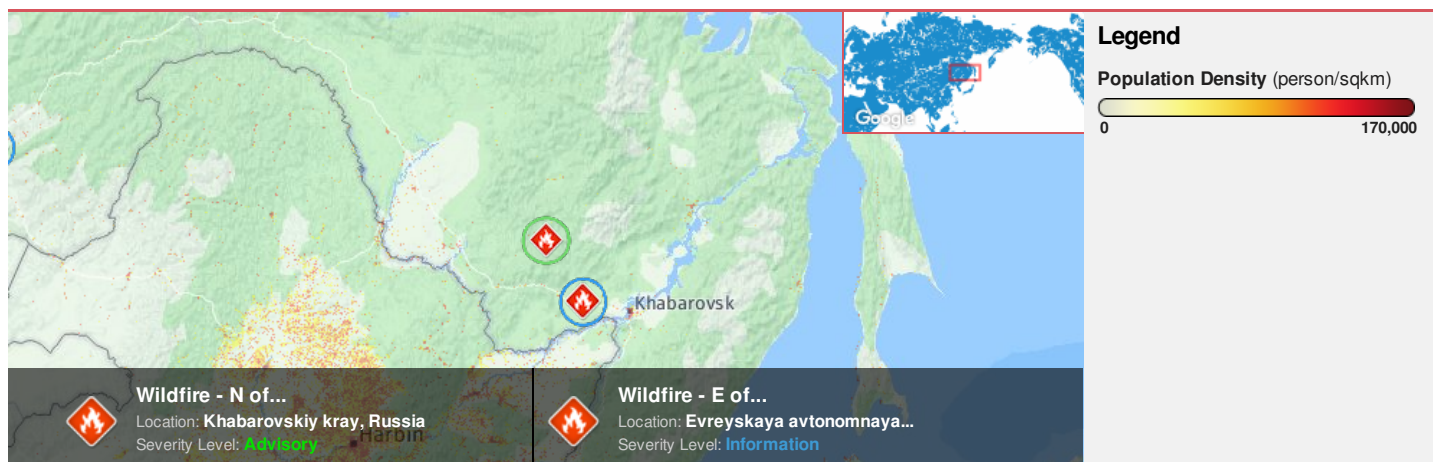 Google
Khabarovsk
Harbin
Wildfire - N of...
Location: Khabarovskiy kray, Russia
Severity Level: Advisory
Wildfire - E of...
Location: Evreyskaya avtonomnaya...
Severity Level: Information
Legend
Population Density (person/sqkm)
0 170,000